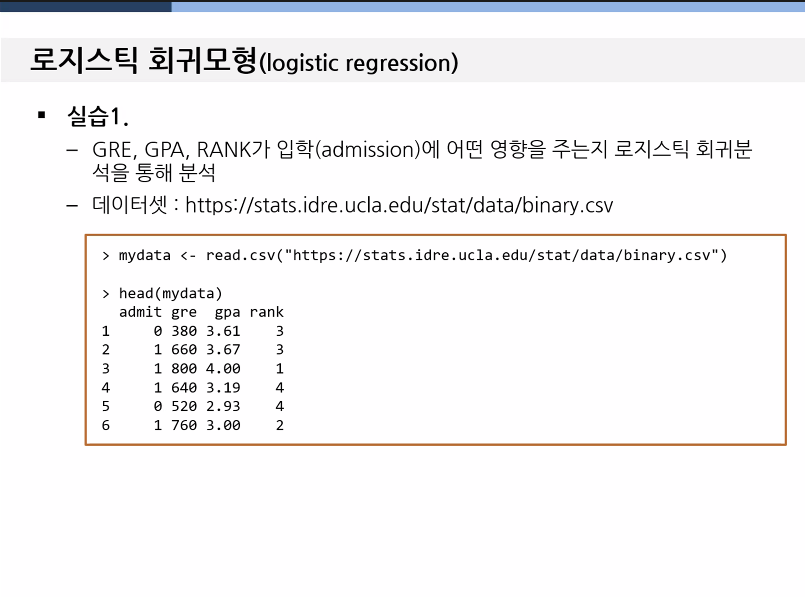 로지스틱 회귀모형(logistic regression)
▪ 실습1.
– GRE, GPA, RANK가 입학(admission)에 어떤 영향을 주는지 로지스틱 회귀분
석을 통해 분석
– 데이터셋 : https://stats.idre.ucla.edu/stat/data/binary.csv
> mydata <- read.csv("https://stats.idre.ucla.edu/stat/data/binary.csv")
> head(mydata)
  admit gre  gpa rank
1     0 380 3.61    3
2     1 660 3.67    3
3     1 800 4.00    1
4     1 640 3.19    4
5     0 520 2.93    4
6     1 760 3.00    2